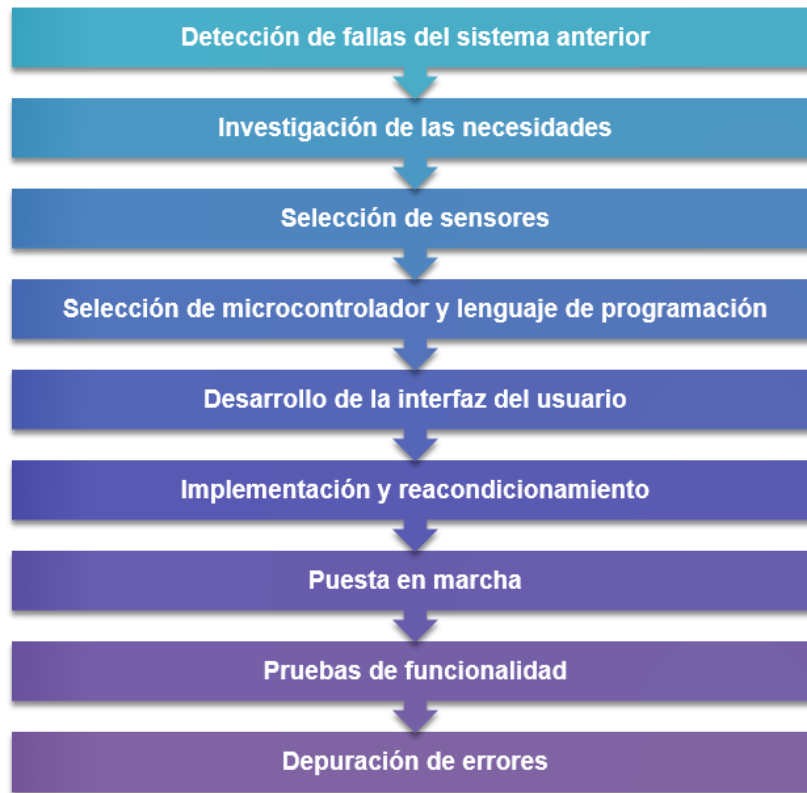 Detección de fallas del sistema anterior
Investigación de las necesidades
Selección de sensores
Selección de microcontrolador y lenguaje de programación
Desarrollo de la interfaz del usuario
Implementación y reacondicionamiento
Puesta en marcha
Pruebas de funcionalidad
Depuración de errores